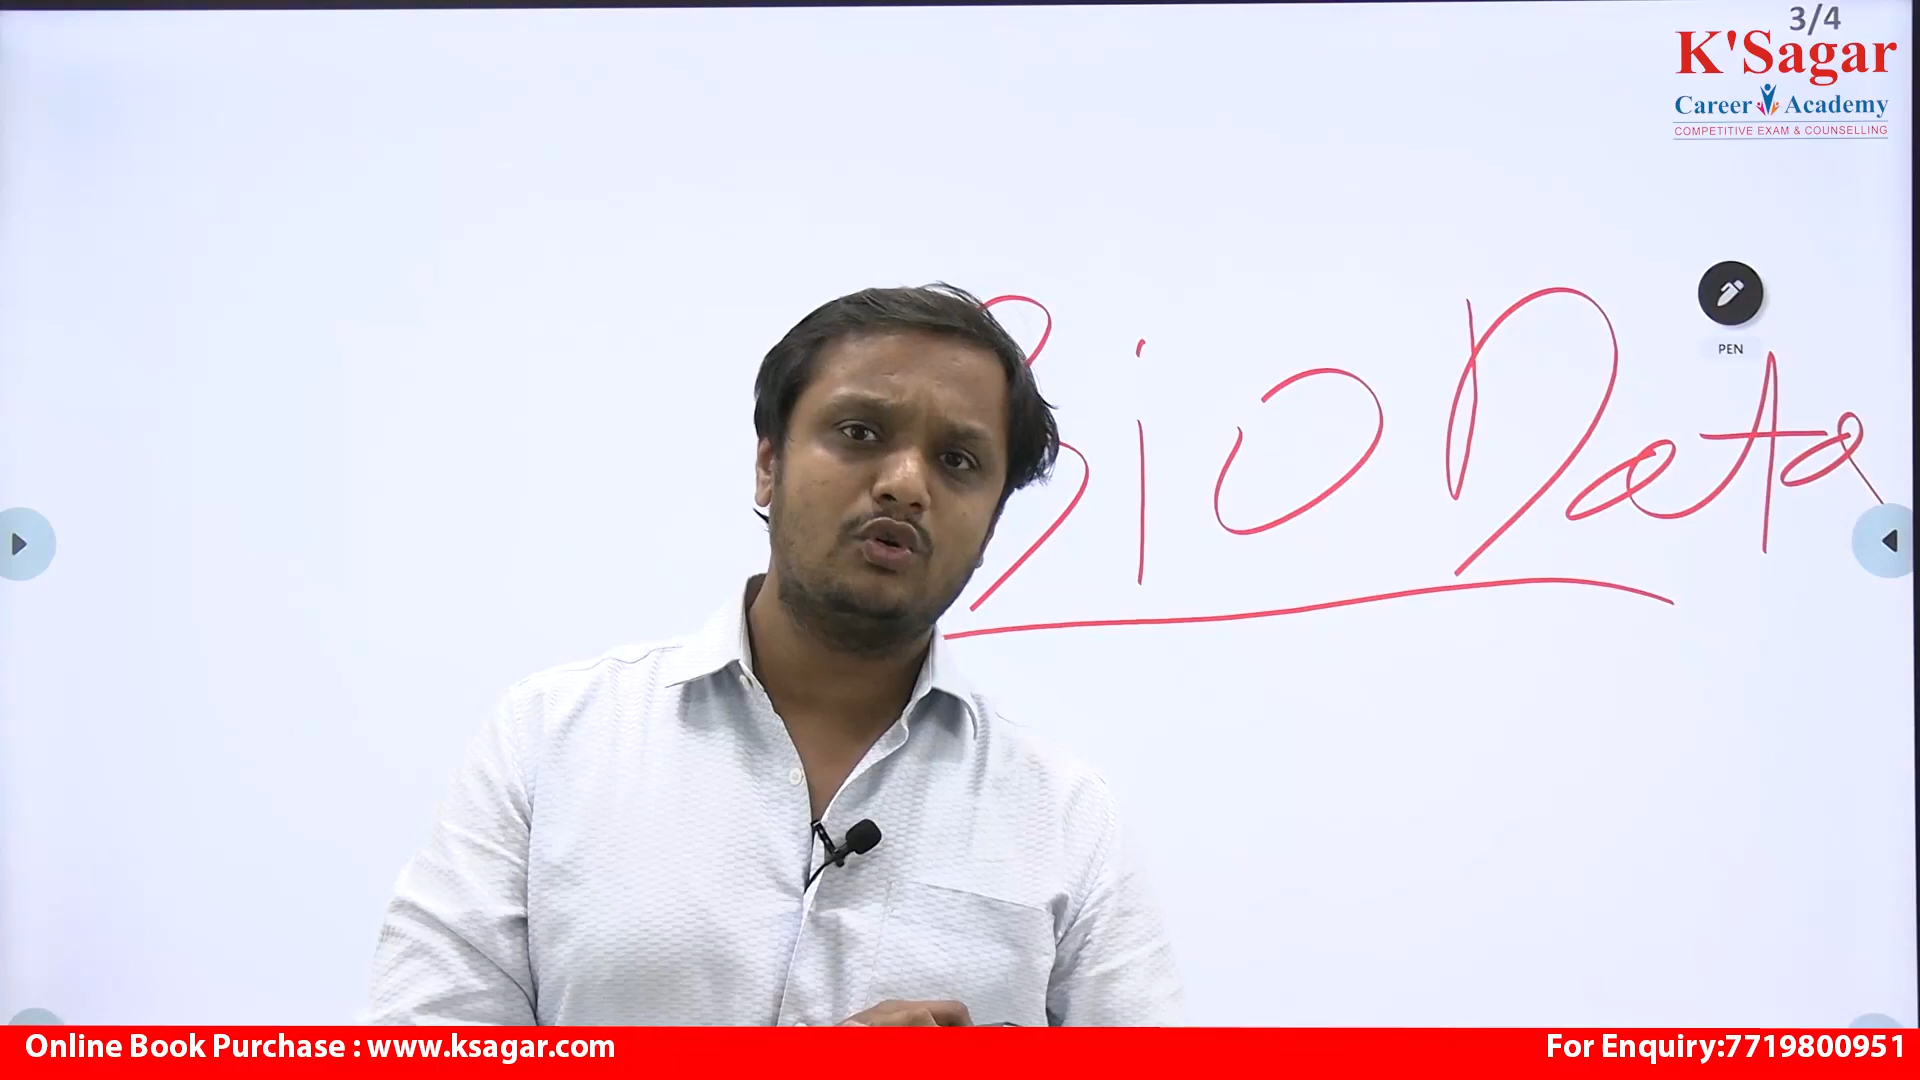 3/4
K'Sagar
Career Academy
COMPETITIVE EXAM & COUNSELLING
PEN
Bio Data
Online Book Purchase : www.ksagar.com
For Enquiry:7719800951